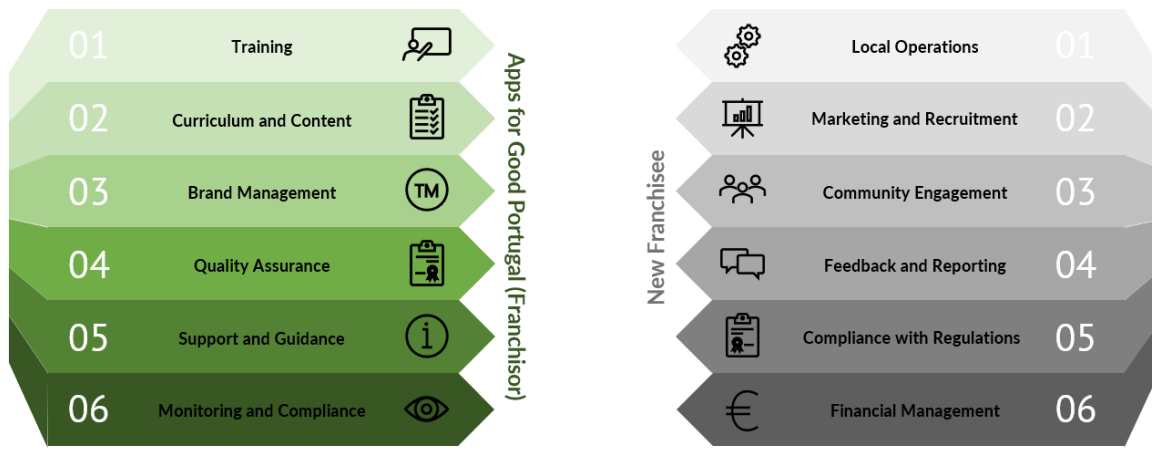 01
Training
02
Curriculum and Content
03
Brand Management
TM
04
Quality Assurance
05
Support and Guidance
i
06
Monitoring and Compliance
Apps for Good Portugal (Franchisor)
New Franchisee
Local Operations
01
Marketing and Recruitment
02
Community Engagement
03
Feedback and Reporting
04
Compliance with Regulations
05
€
Financial Management
06